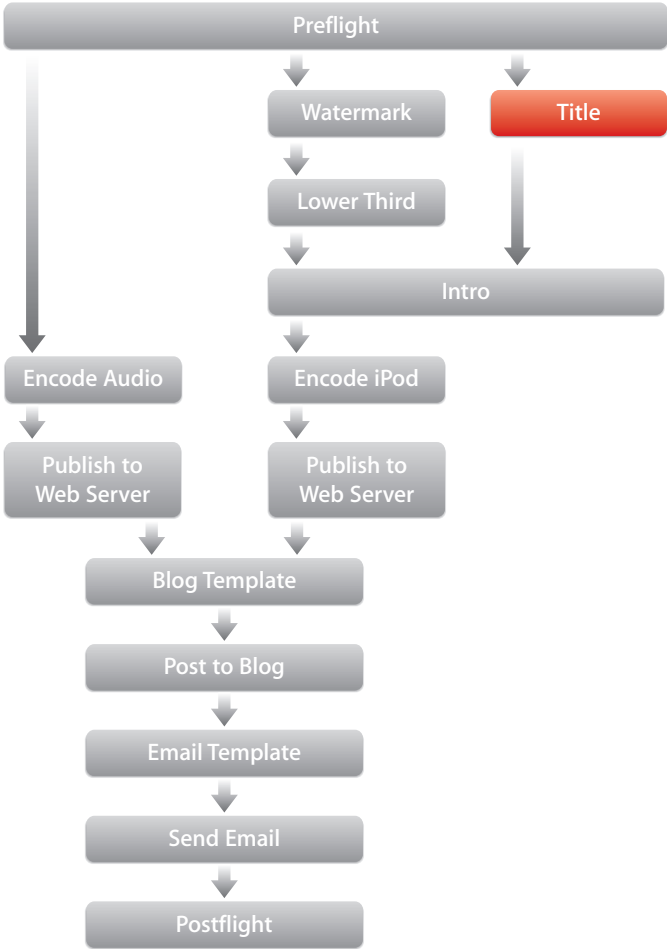 Preflight
Watermark
Title
Lower Third
Intro
Encode Audio
Encode iPod
Publish to
Web Server
Publish to
Web Server
Blog Template
Post to Blog
Email Template
Send Email
Postflight